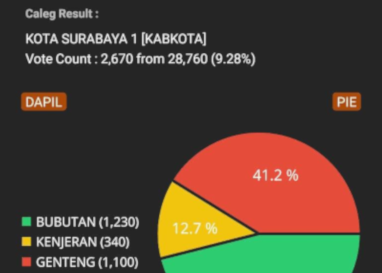 Caleg Result :
KOTA SURABAYA 1 [KABKOTA]
Vote Count : 2,670 from 28,760 (9.28%)
DAPIL
PIE
41.2 %
12.7 %
BUBUTAN (1,230)
KENJERAN (340)
GENTENG (1,100)